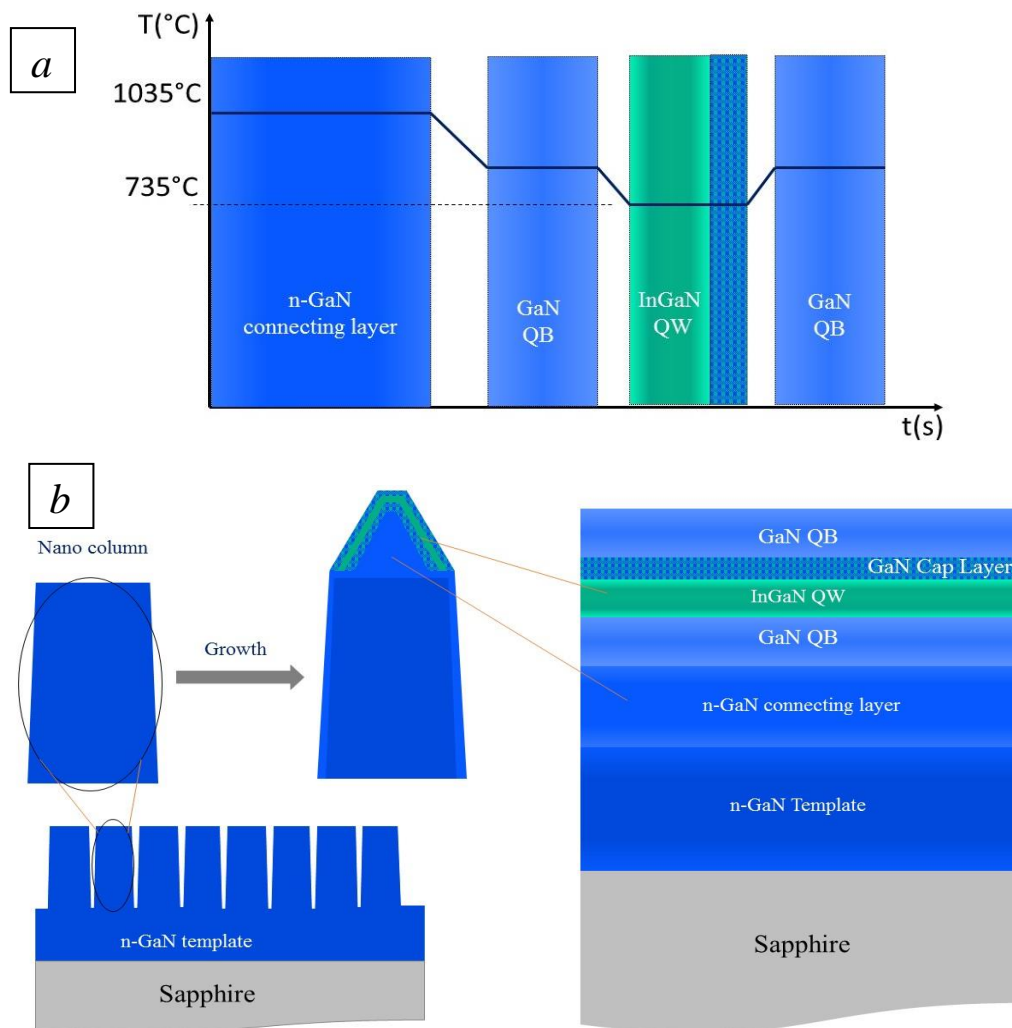 a
T(°C)
1035°C
735°C
n-GaN
connecting layer
GaN
QB
InGaN
QW
GaN
QB
t(s)
b
Nano column
Growth
n-GaN template
Sapphire
GaN QB
GaN Cap Layer
InGaN QW
GaN QB
n-GaN connecting layer
n-GaN Template
Sapphire